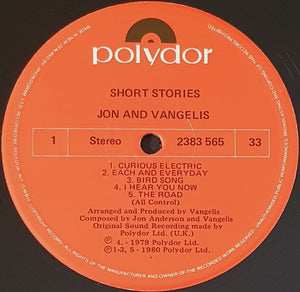 polydor
SHORT STORIES
JON AND VANGELIS
1 Stereo 2383 565 33
1. CURIOUS ELECTRIC
2. EACH AND EVERYDAY
3. BIRD SONG
4. I HEAR YOU NOW
5. THE ROAD
(All Control)
Arranged and Produced by Vangelis
Composed by Jon Anderson and Vangelis
Original Sound Recording made by
Polydor Ltd. (U.K.)
℗ 4. - 1979 Polydor Ltd.
℗ 1-3, 5 - 1980 Polydor Ltd.